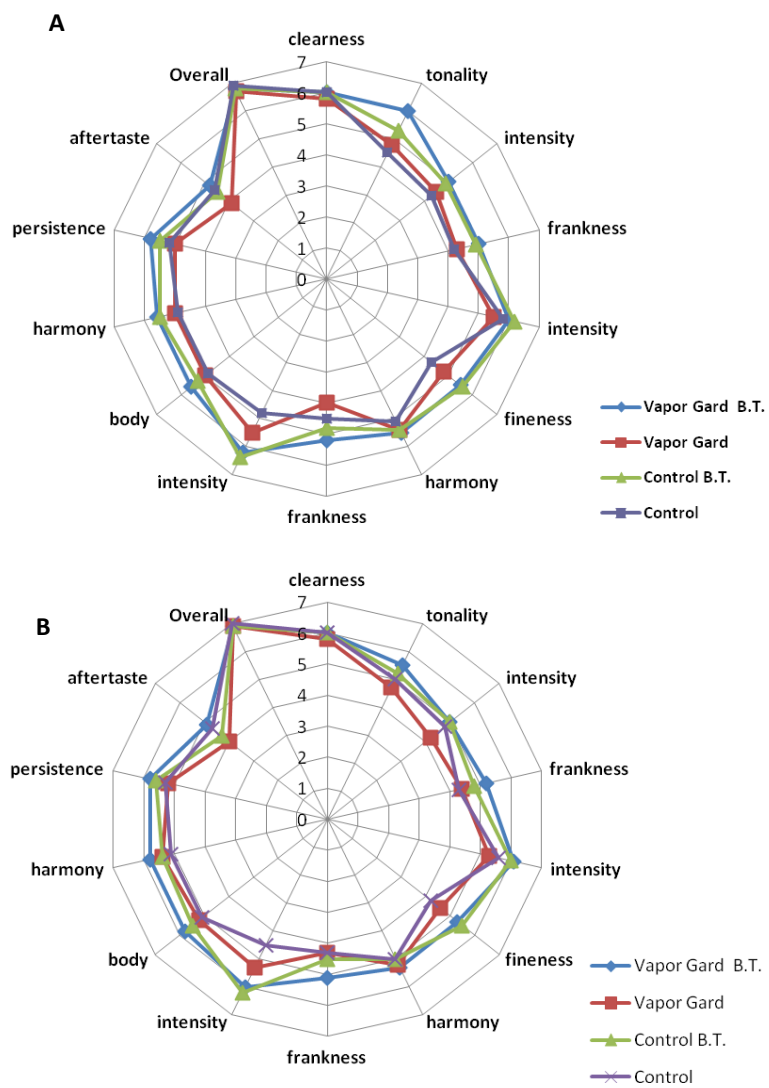 A
clearness
7
Overall
tonality
6
5
aftertaste
intensity
4
3
persistence
2
frankness
1
0
harmony
intensity
body
fineness
intensity
harmony
frankness
Vapor Gard B.T.
Vapor Gard
Control B.T.
Control
B
clearness
7
Overall
tonality
6
5
aftertaste
intensity
4
3
persistence
2
frankness
1
0
harmony
intensity
body
fineness
intensity
harmony
frankness
Vapor Gard B.T.
Vapor Gard
Control B.T.
Control